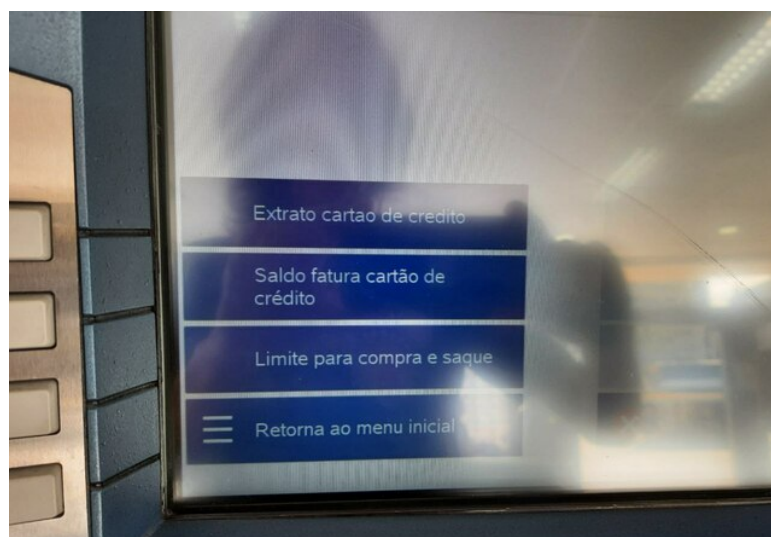 Extrato cartao de credito
Saldo fatura cartão de
crédito
Limite para compra e saque
Retorna ao menu inicial